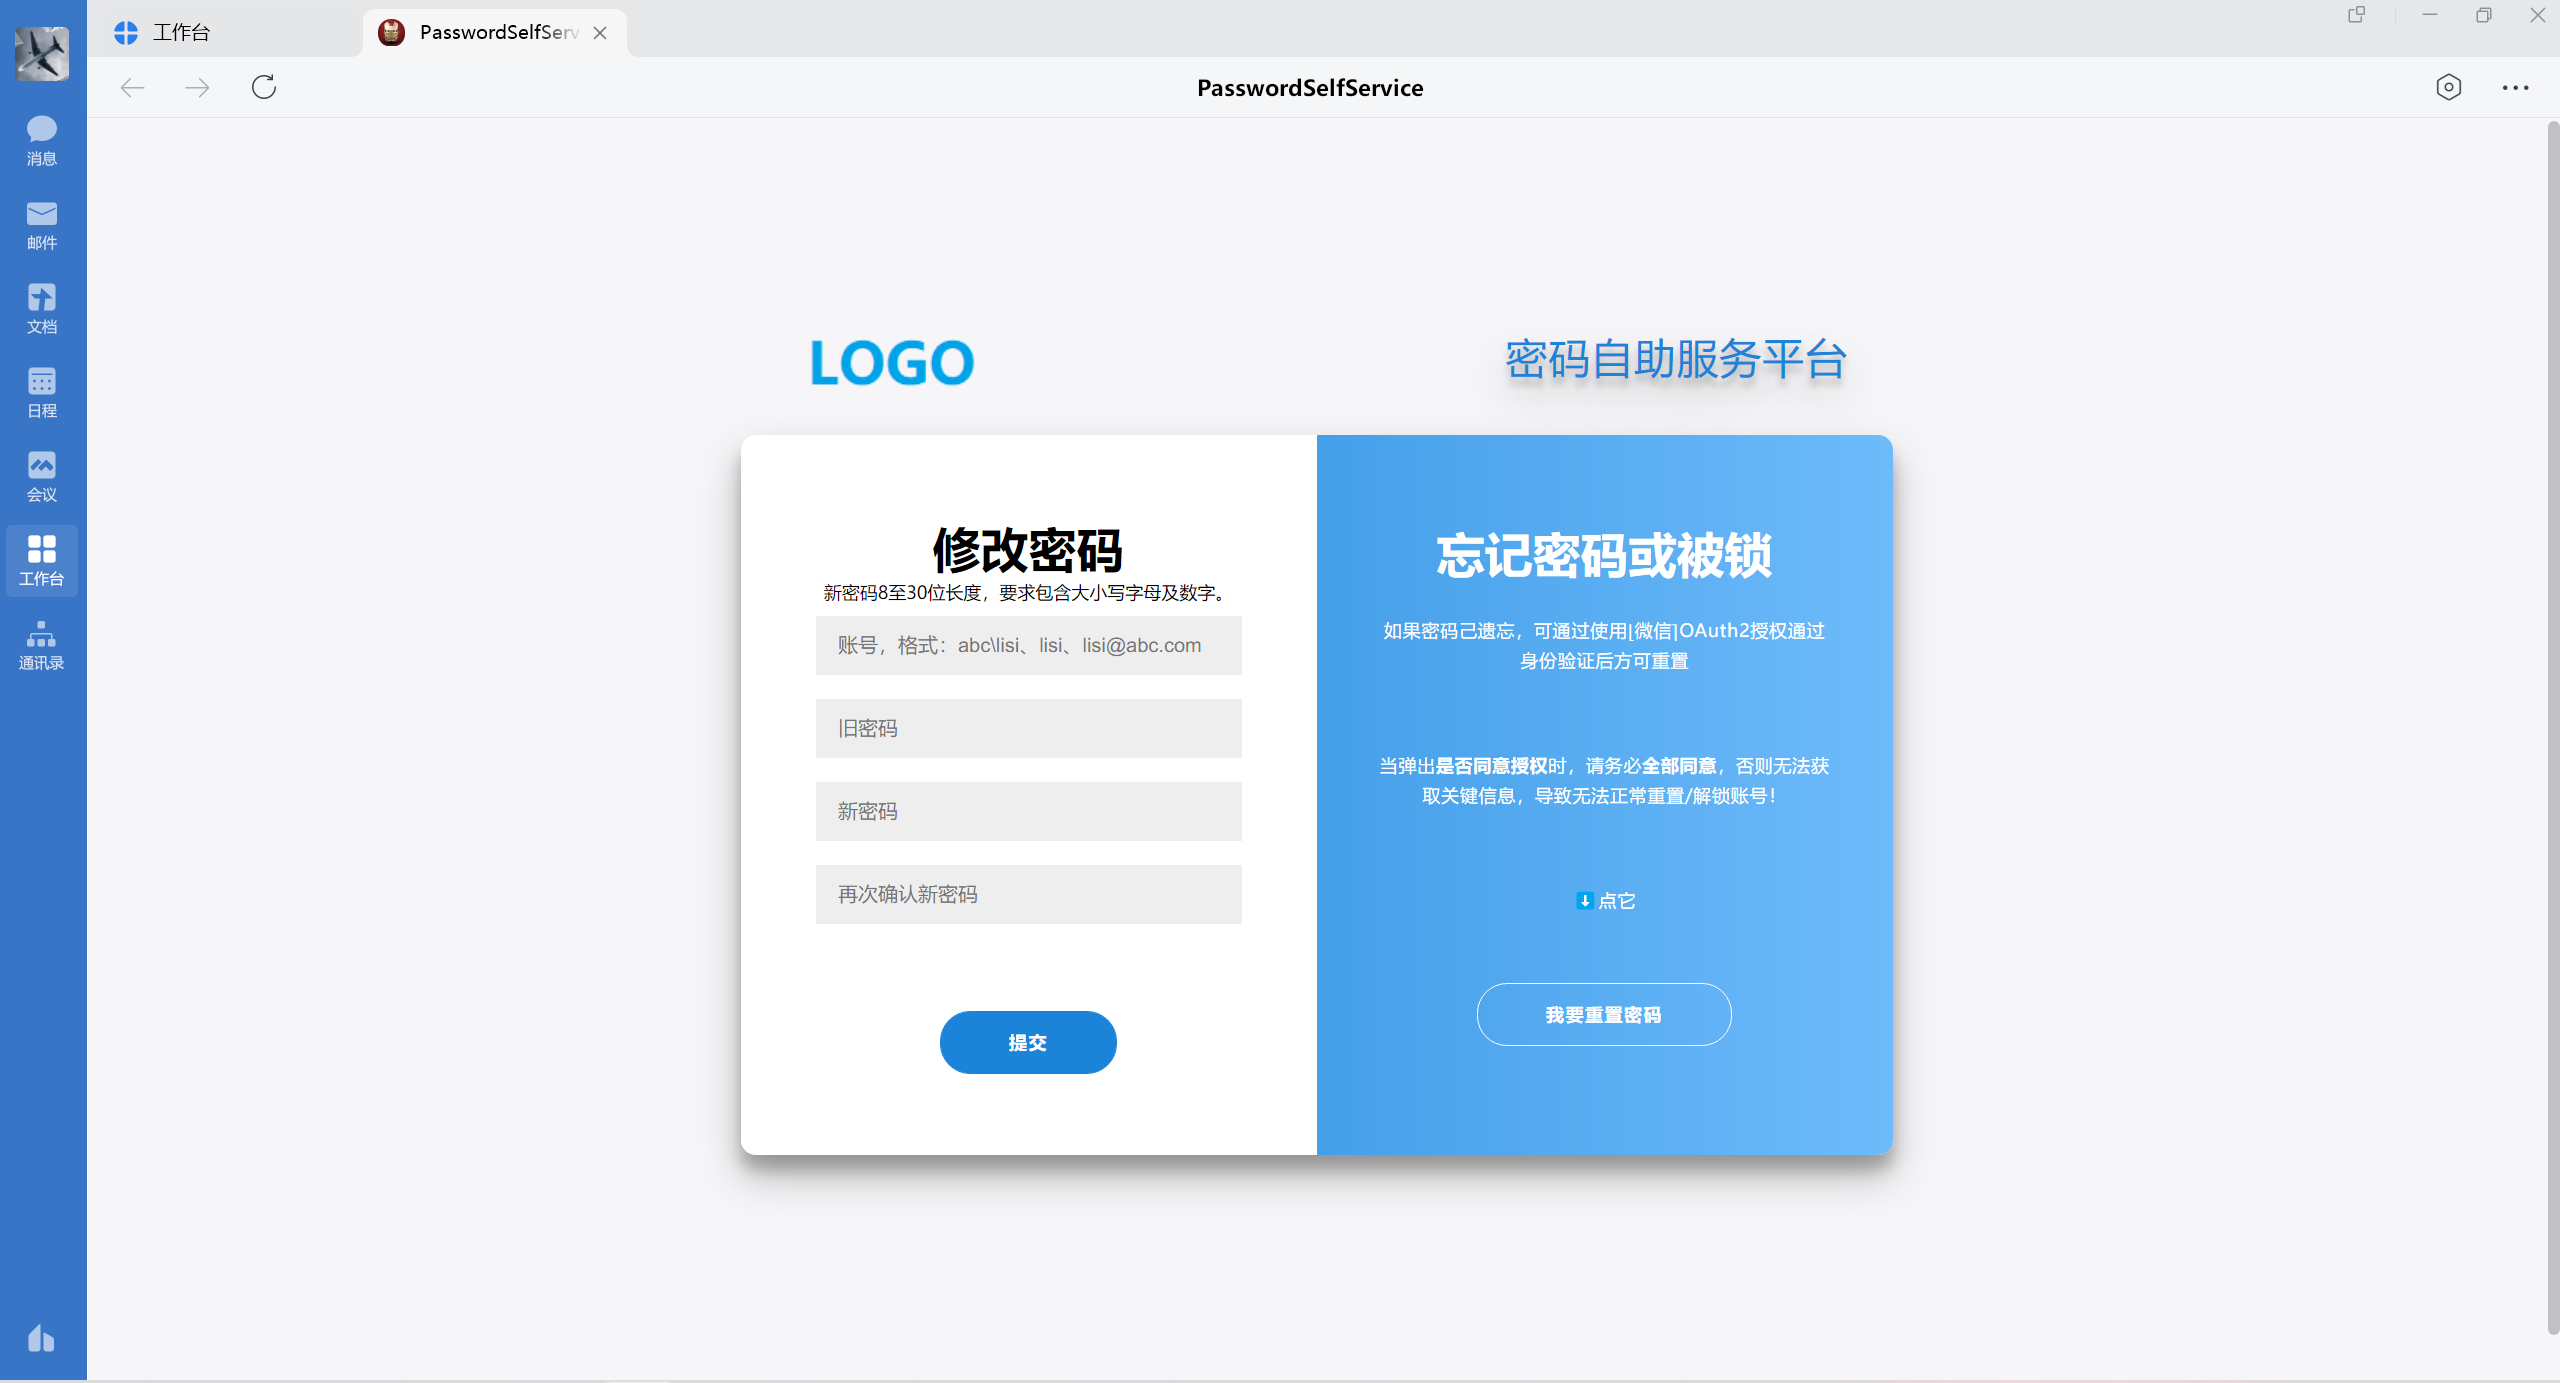 工作台
PasswordSelfServ
PasswordSelfService
消息
邮件
文档
日程
会议
工作台
通讯录
LOGO
密码自助服务平台
修改密码
新密码8至30位长度，要求包含大小写字母及数字。
账号，格式：abc\lisi、lisi、lisi@abc.com
旧密码
新密码
再次确认新密码
提交
忘记密码或被锁
如果密码己遗忘，可通过使用[微信]OAuth2授权通过
身份验证后方可重置
当弹出是否同意授权时，请务必全部同意，否则无法获
取关键信息，导致无法正常重置/解锁账号！
点它
我要重置密码